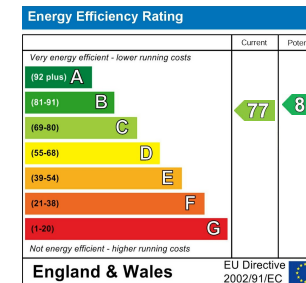 Energy Efficiency Rating
Current
Very energy efficient - lower running costs
(92 plus) A
(81-91) B
(69-80) C
(55-68) D
(39-54) E
(21-38) F
(1-20) G
77
Not energy efficient - higher running costs
England & Wales
EU Directive
2002/91/EC